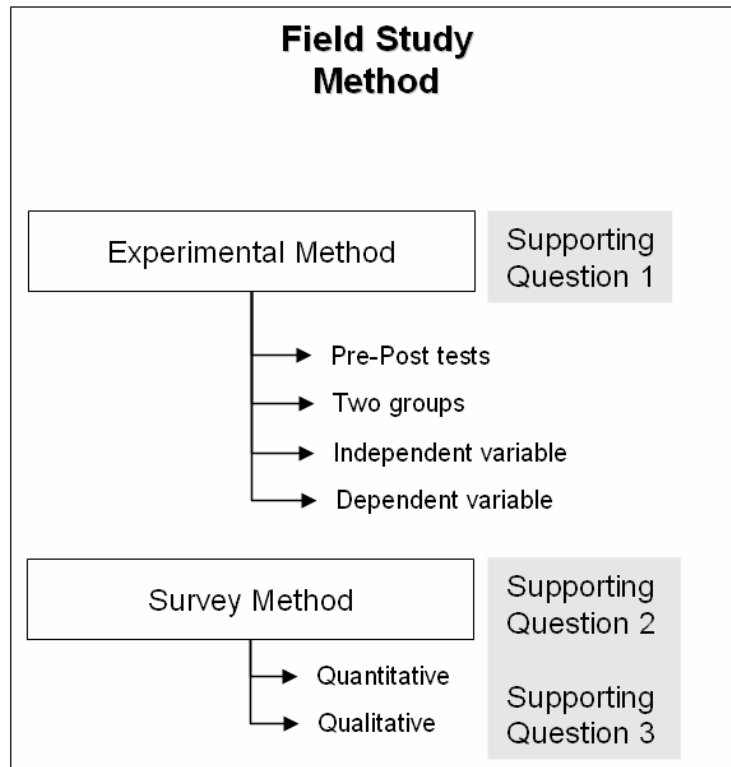 Field Study
Method
Experimental Method
Supporting
Question 1
Pre-Post tests
Two groups
Independent variable
Dependent variable
Survey Method
Supporting
Question 2
Quantitative
Qualitative
Supporting
Question 3